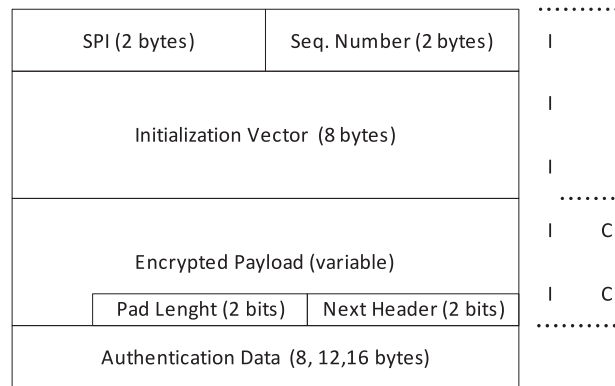 SPI (2 bytes) Seq. Number (2 bytes) I
I
Initialization Vector (8 bytes)
I
I C
Encrypted Payload (variable)
Pad Lenght (2 bits) Next Header (2 bits) I C
Authentication Data (8, 12,16 bytes)